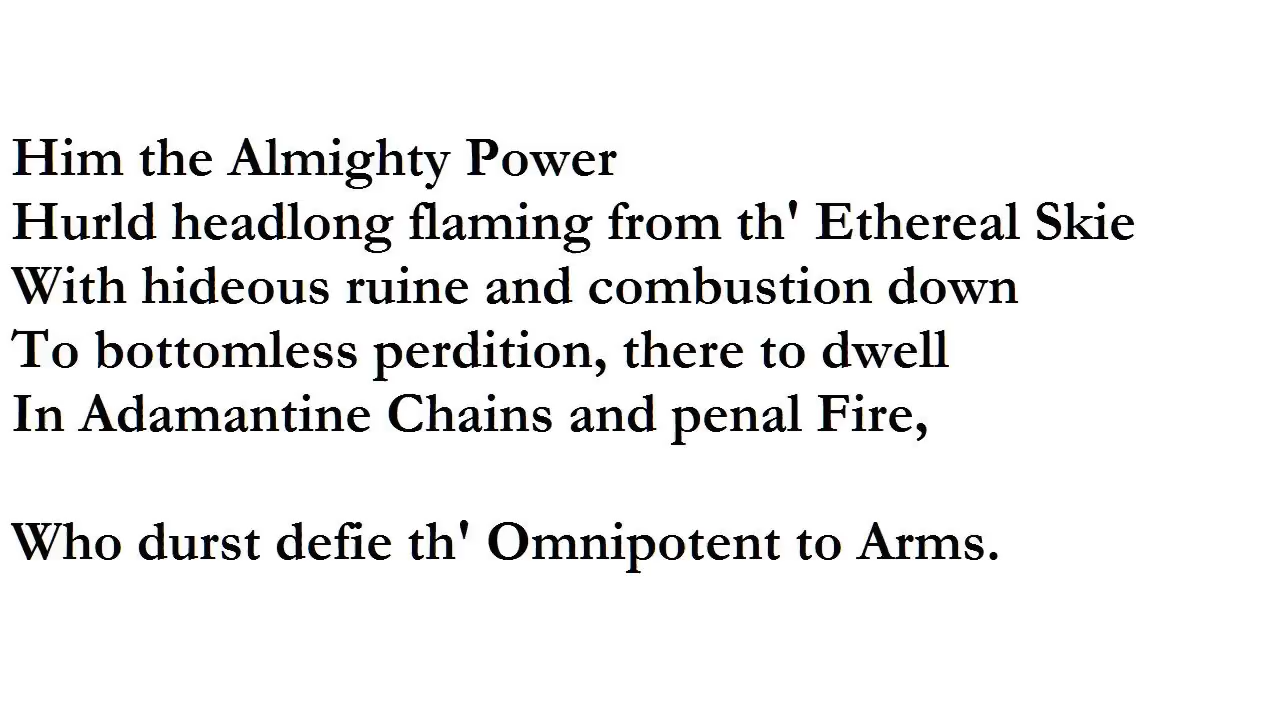 Him the Almighty Power
Hurld headlong flaming from th' Ethereal Skie
With hideous ruine and combustion down
To bottomless perdition, there to dwell
In Adamantine Chains and penal Fire,
Who durst defie th' Omnipotent to Arms.